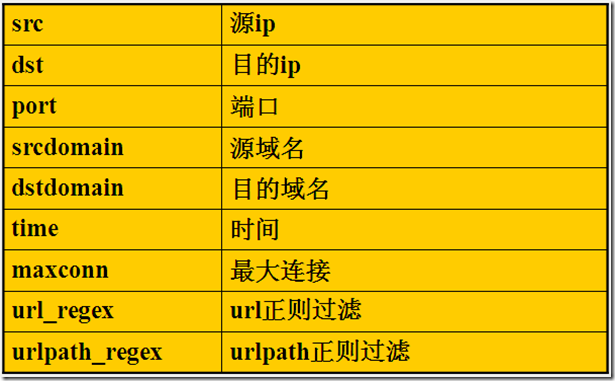 src 源ip
dst 目的ip
port 端口
srcdomain 源域名
dstdomain 目的域名
time 时间
maxconn 最大连接
url_regex url正则过滤
urlpath_regex urlpath正则过滤